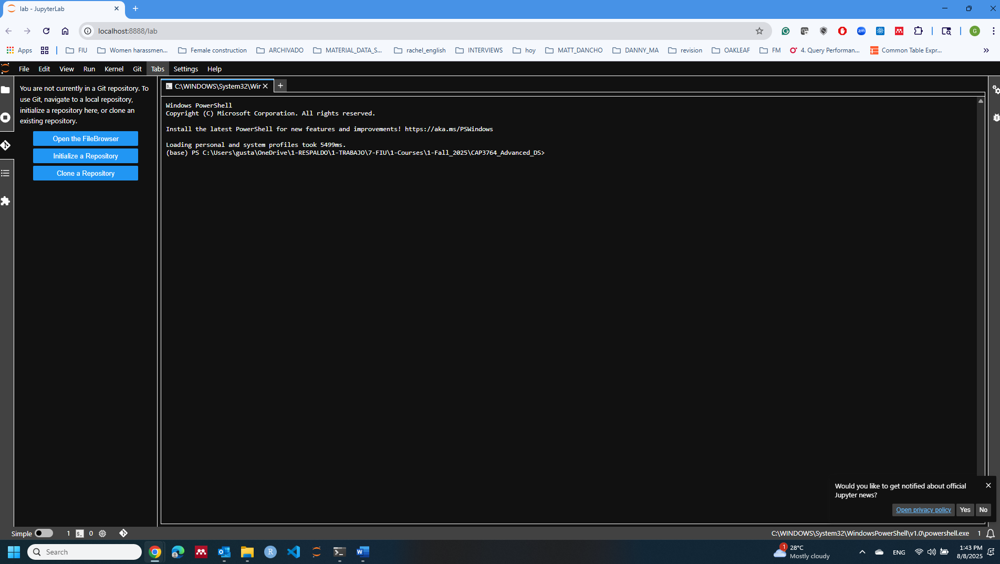 lab - JupyterLab
localhost:8888/lab
Apps
FIU
Women harassmen...
Female construction
ARCHIVADO
MATERIAL_DATA_S...
rachel_english
INTERVIEWS
hoy
MATT_DANCHO
DANNY_MA
revision
OAKLEAF
FM
4. Query Performan...
Common Table Expr...
File Edit View Run Kernel Git Tabs Settings Help
You are not currently in a Git repository. To
use Git, navigate to a local repository,
initialize a repository here, or clone an
existing repository.
Open the FileBrowser
Initialize a Repository
Clone a Repository
C:\WINDOWS\System32\Wir
Windows PowerShell
Copyright (C) Microsoft Corporation. All rights reserved.
Install the latest PowerShell for new features and improvements! https://aka.ms/PSWindows
Loading personal and system profiles took 5499ms.
(base) PS C:\Users\gusta\OneDrive\1-RESPALDO\1-TRABAJO\7-FIU\1-Courses\1-Fall_2025\CAP3764_Advanced_DS>
Would you like to get notified about official
Jupyter news?
Open privacy policy Yes No
Simple 1 0
C:\WINDOWS\System32\WindowsPowerShell\v1.0\powershell.exe 1
Search
1
28°C
Mostly cloudy
ENG
1:43 PM
8/8/2025